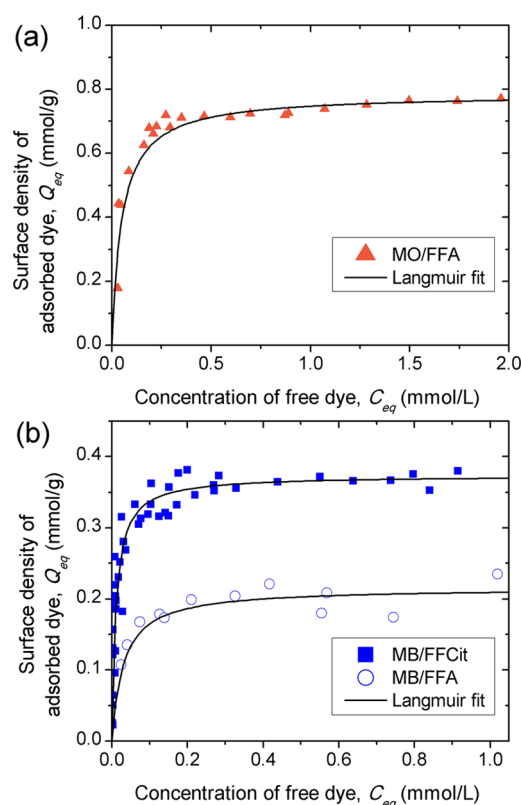 (a)
1.0
0.8
0.6
0.4
0.2
0.0
Surface density of
adsorbed dye, Qeq (mmol/g)
MO/FFA
Langmuir fit
0.0 0.5 1.0 1.5 2.0
Concentration of free dye, Ceq (mmol/L)
(b)
0.4
0.3
0.2
0.1
0.0
Surface density of
adsorbed dye, Qeq (mmol/g)
MB/FFCit
MB/FFA
Langmuir fit
0.0 0.2 0.4 0.6 0.8 1.0
Concentration of free dye, Ceq (mmol/L)